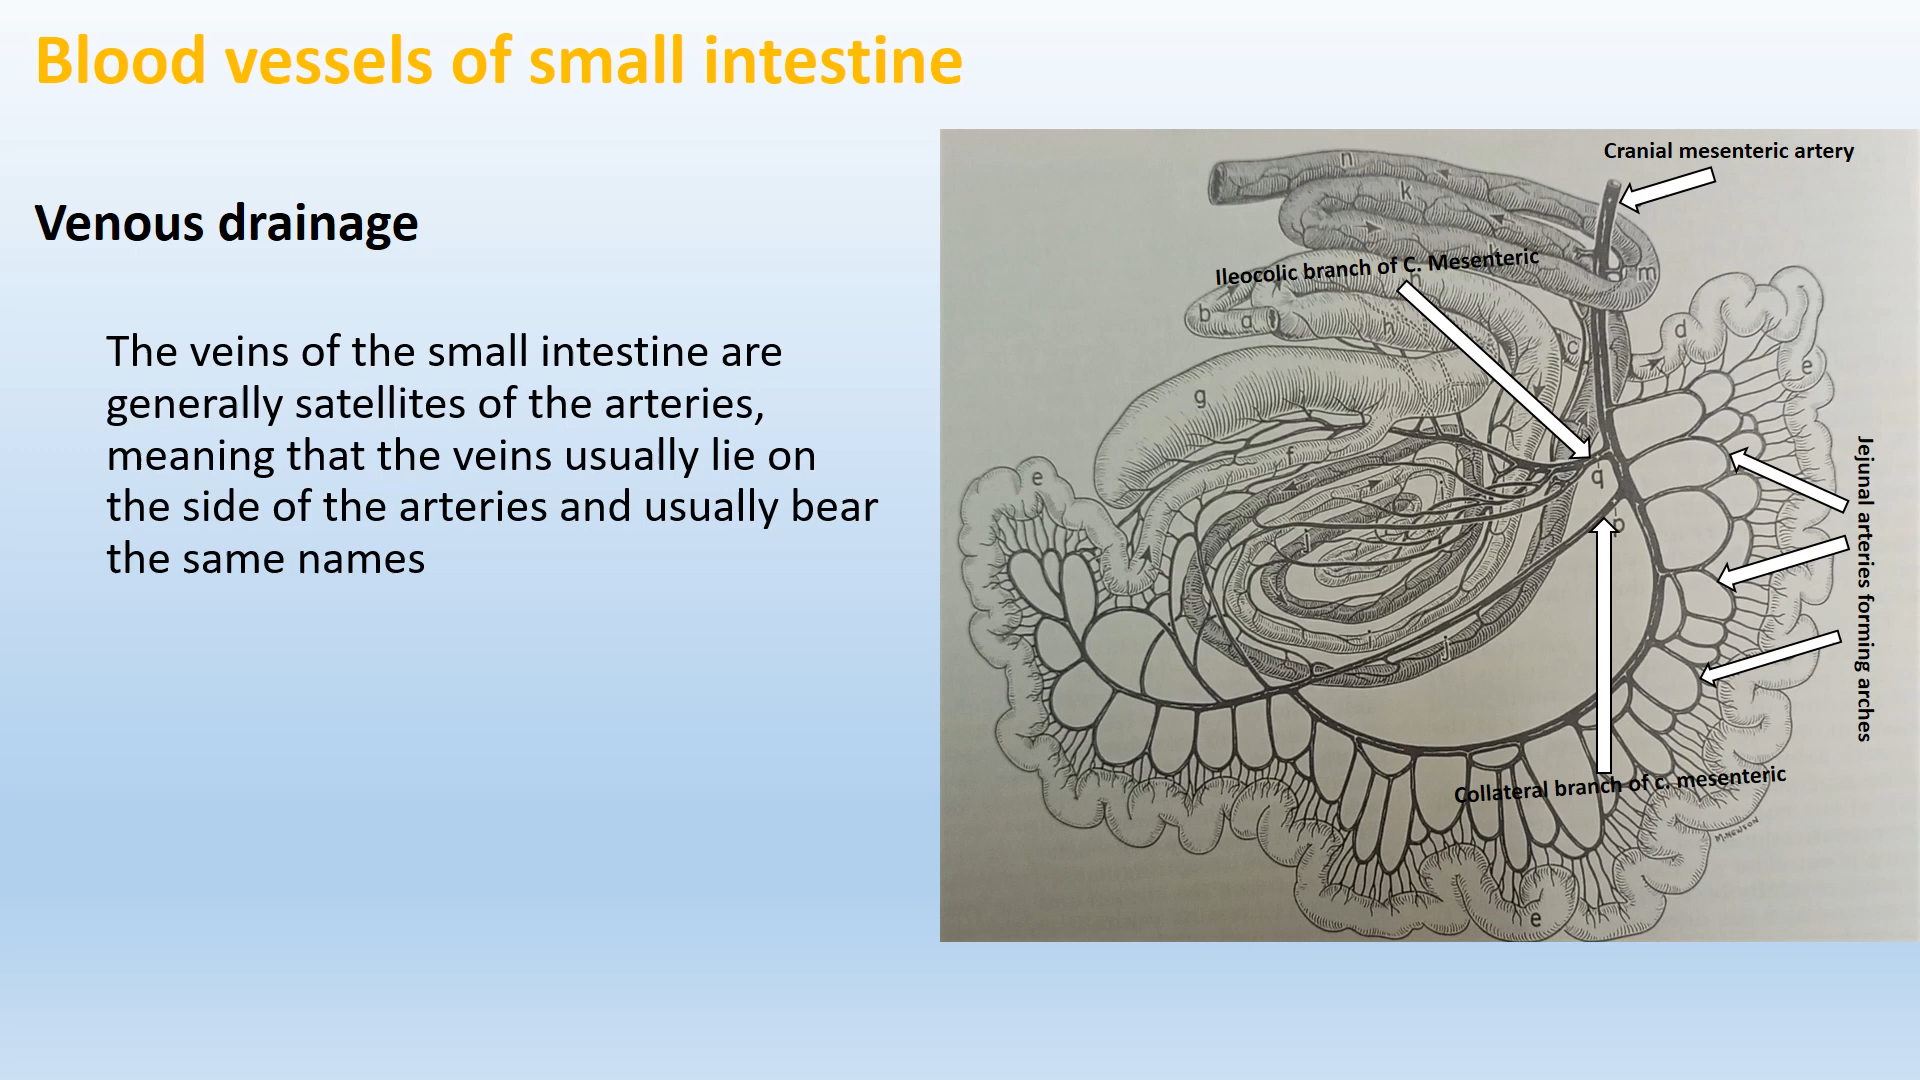 Blood vessels of small intestine
Venous drainage
The veins of the small intestine are
generally satellites of the arteries,
meaning that the veins usually lie on
the side of the arteries and usually bear
the same names
Cranial mesenteric artery
n
k
Ileocolic branch of C. Mesenteric
k
m
h
b
a
h
c
d
e
g
f
e
q
p
l
i
j
Jejunal arteries forming arches
Collateral branch of c. mesenteric
M. NEWSON
e